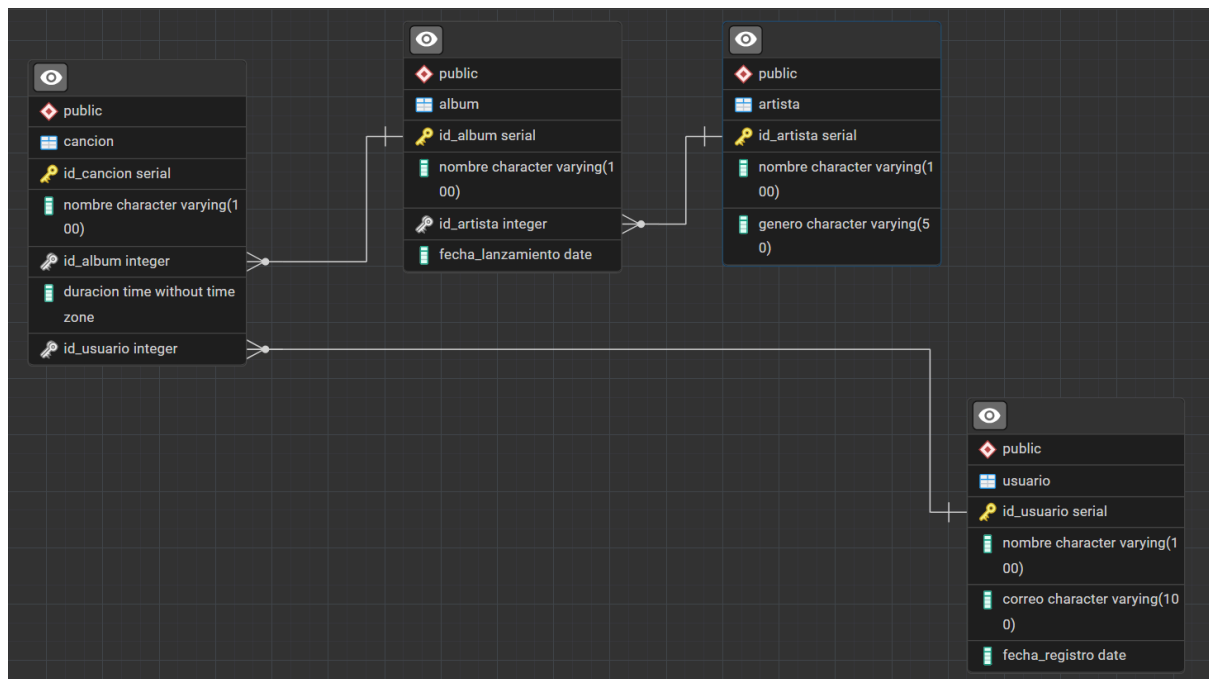 public
cancion
id_cancion serial
nombre character varying(1
00)
id_album integer
duracion time without time
zone
id_usuario integer
public
album
id_album serial
nombre character varying(1
00)
id_artista integer
fecha_lanzamiento date
public
artista
id_artista serial
nombre character varying(1
00)
genero character varying(5
0)
public
usuario
id_usuario serial
nombre character varying(1
00)
correo character varying(10
0)
fecha_registro date